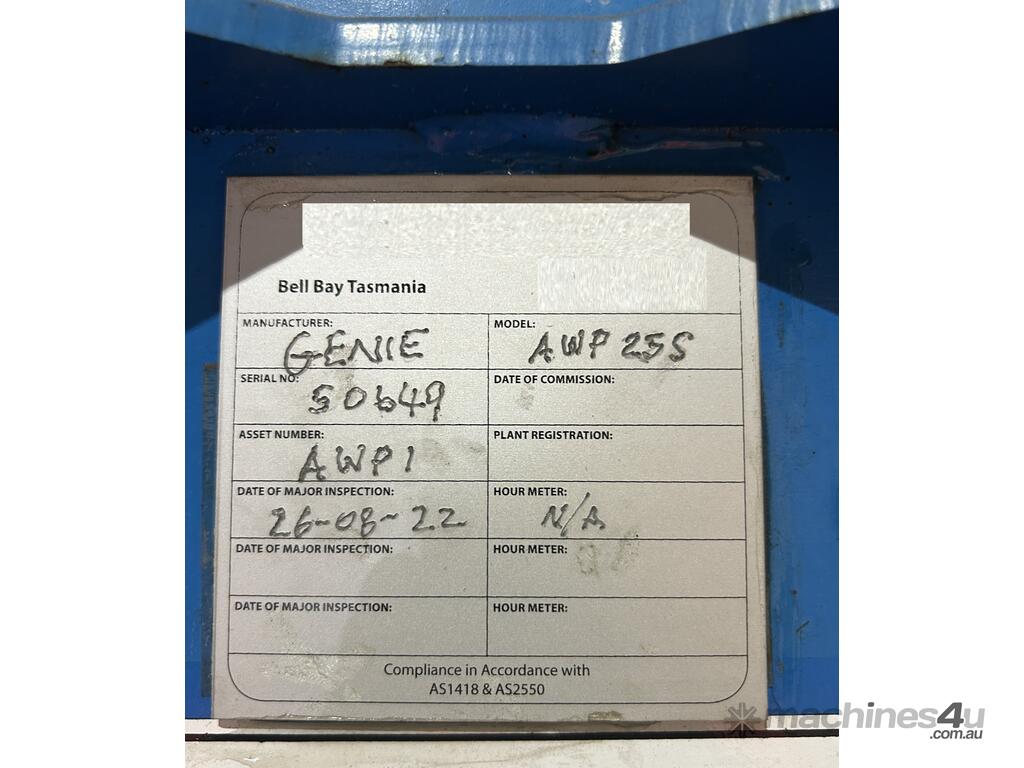 Bell Bay Tasmania
MANUFACTURER: GENIE
MODEL: AWP 25S
SERIAL NO: 50649
DATE OF COMMISSION:
ASSET NUMBER: AWP1
PLANT REGISTRATION:
DATE OF MAJOR INSPECTION: 26-08-22
HOUR METER: N/A
DATE OF MAJOR INSPECTION:
HOUR METER:
DATE OF MAJOR INSPECTION:
HOUR METER:
Compliance in Accordance with
AS1418 & AS2550
machines4u
.com.au